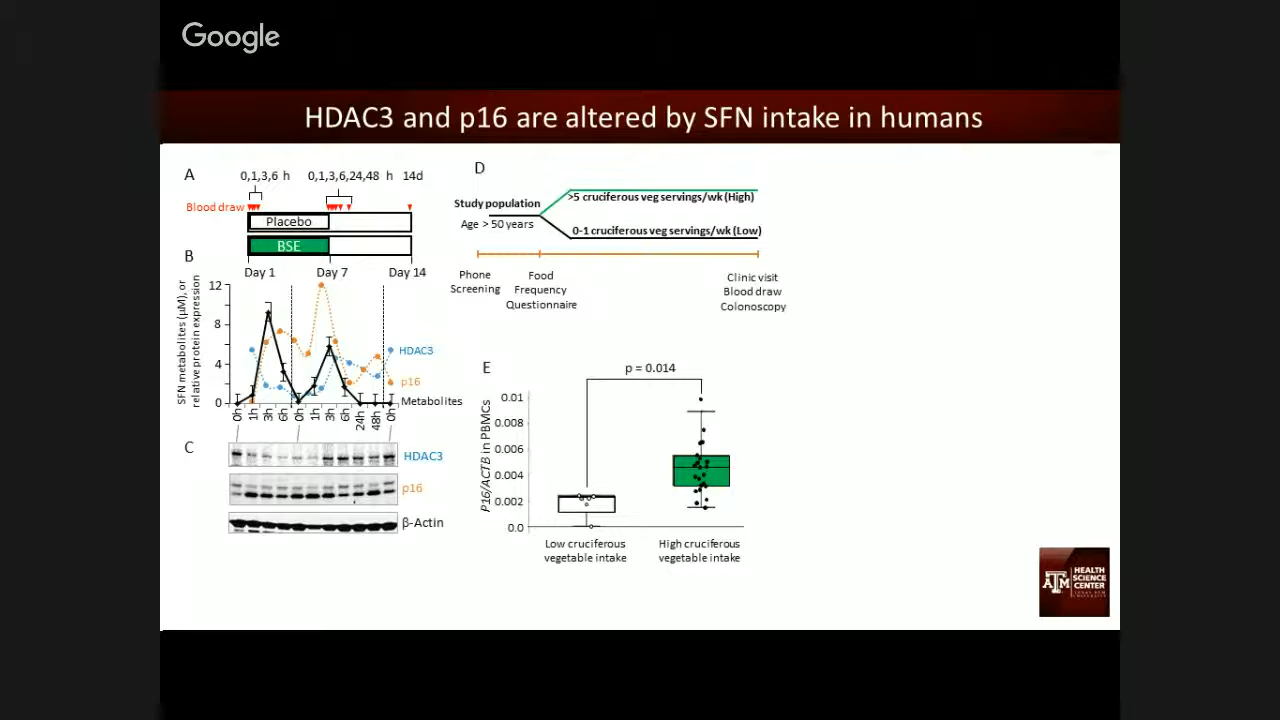 Google
HDAC3 and p16 are altered by SFN intake in humans
A
0,1,3,6 h
0,1,3,6,24,48 h
14d
Blood draw
Placebo
BSE
Day 1
Day 7
Day 14
B
SFN metabolites (µM), or
relative protein expression
12
8
4
0
HDAC3
p16
Metabolites
0h
1h
3h
6h
0h
1h
3h
6h
24h
48h
0h
C
HDAC3
p16
β-Actin
D
Study population
Age > 50 years
>5 cruciferous veg servings/wk (High)
0-1 cruciferous veg servings/wk (Low)
Phone
Screening
Food
Frequency
Questionnaire
Clinic visit
Blood draw
Colonoscopy
E
p = 0.014
P16/ACTB in PBMCs
0.01
0.008
0.006
0.004
0.002
0.0
Low cruciferous
vegetable intake
High cruciferous
vegetable intake
ATM
HEALTH
SCIENCE
CENTER
TEXAS A&M
UNIVERSITY